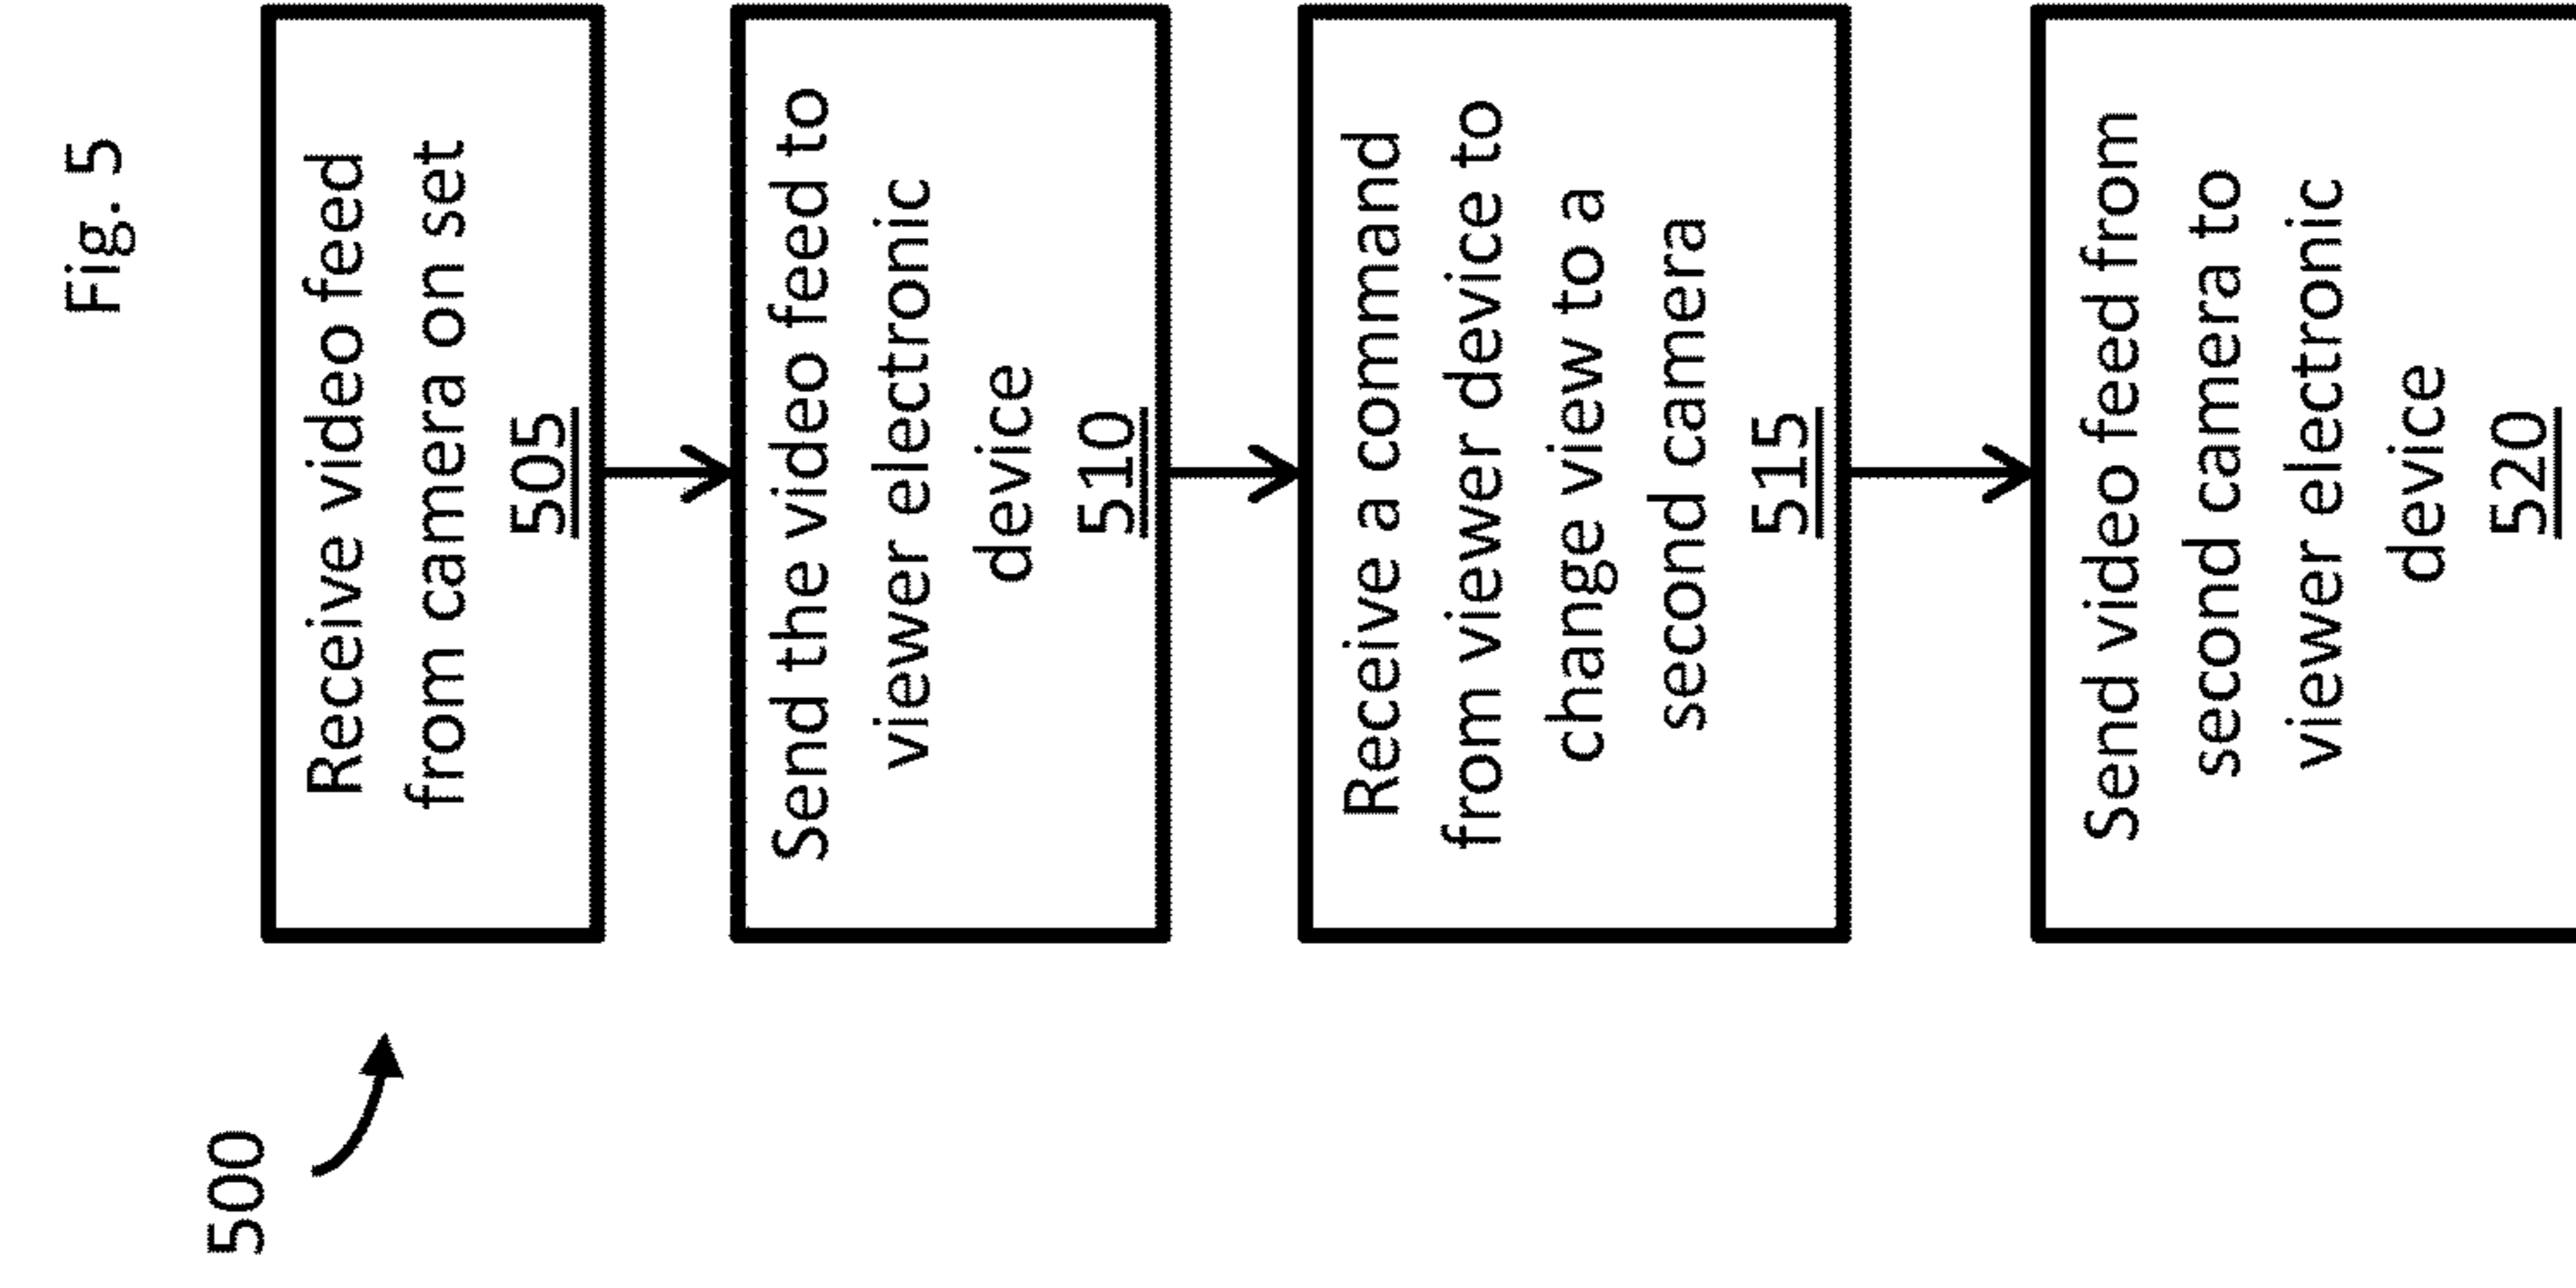 Fig. 5
500
Receive video feed
from camera on set
505
Send the video feed to
viewer electronic
device
510
Receive a command
from viewer device to
change view to a
second camera
515
Send video feed from
second camera to
viewer electronic
device
520